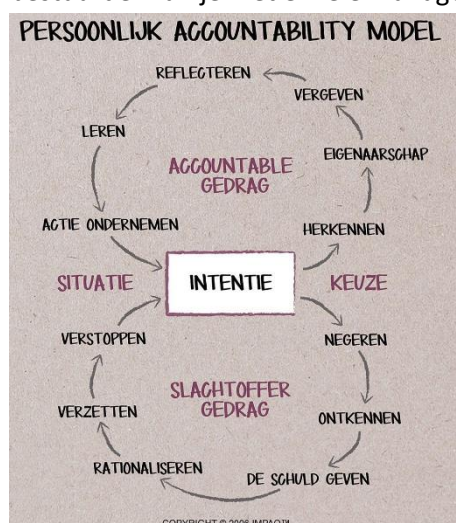 PERSOONLIJK ACCOUNTABILITY MODEL
REFLECTEREN
VERGEVEN
LEREN
EIGENAARSCHAP
ACCOUNTABLE
GEDRAG
ACTIE ONDERNEMEN
HERKENNEN
SITUATIE
INTENTIE
KEUZE
VERSTOPPEN
NEGEREN
SLACHTOFFER
GEDRAG
VERZETTEN
ONTKENNEN
RATIONALISEREN
DE SCHULD GEVEN